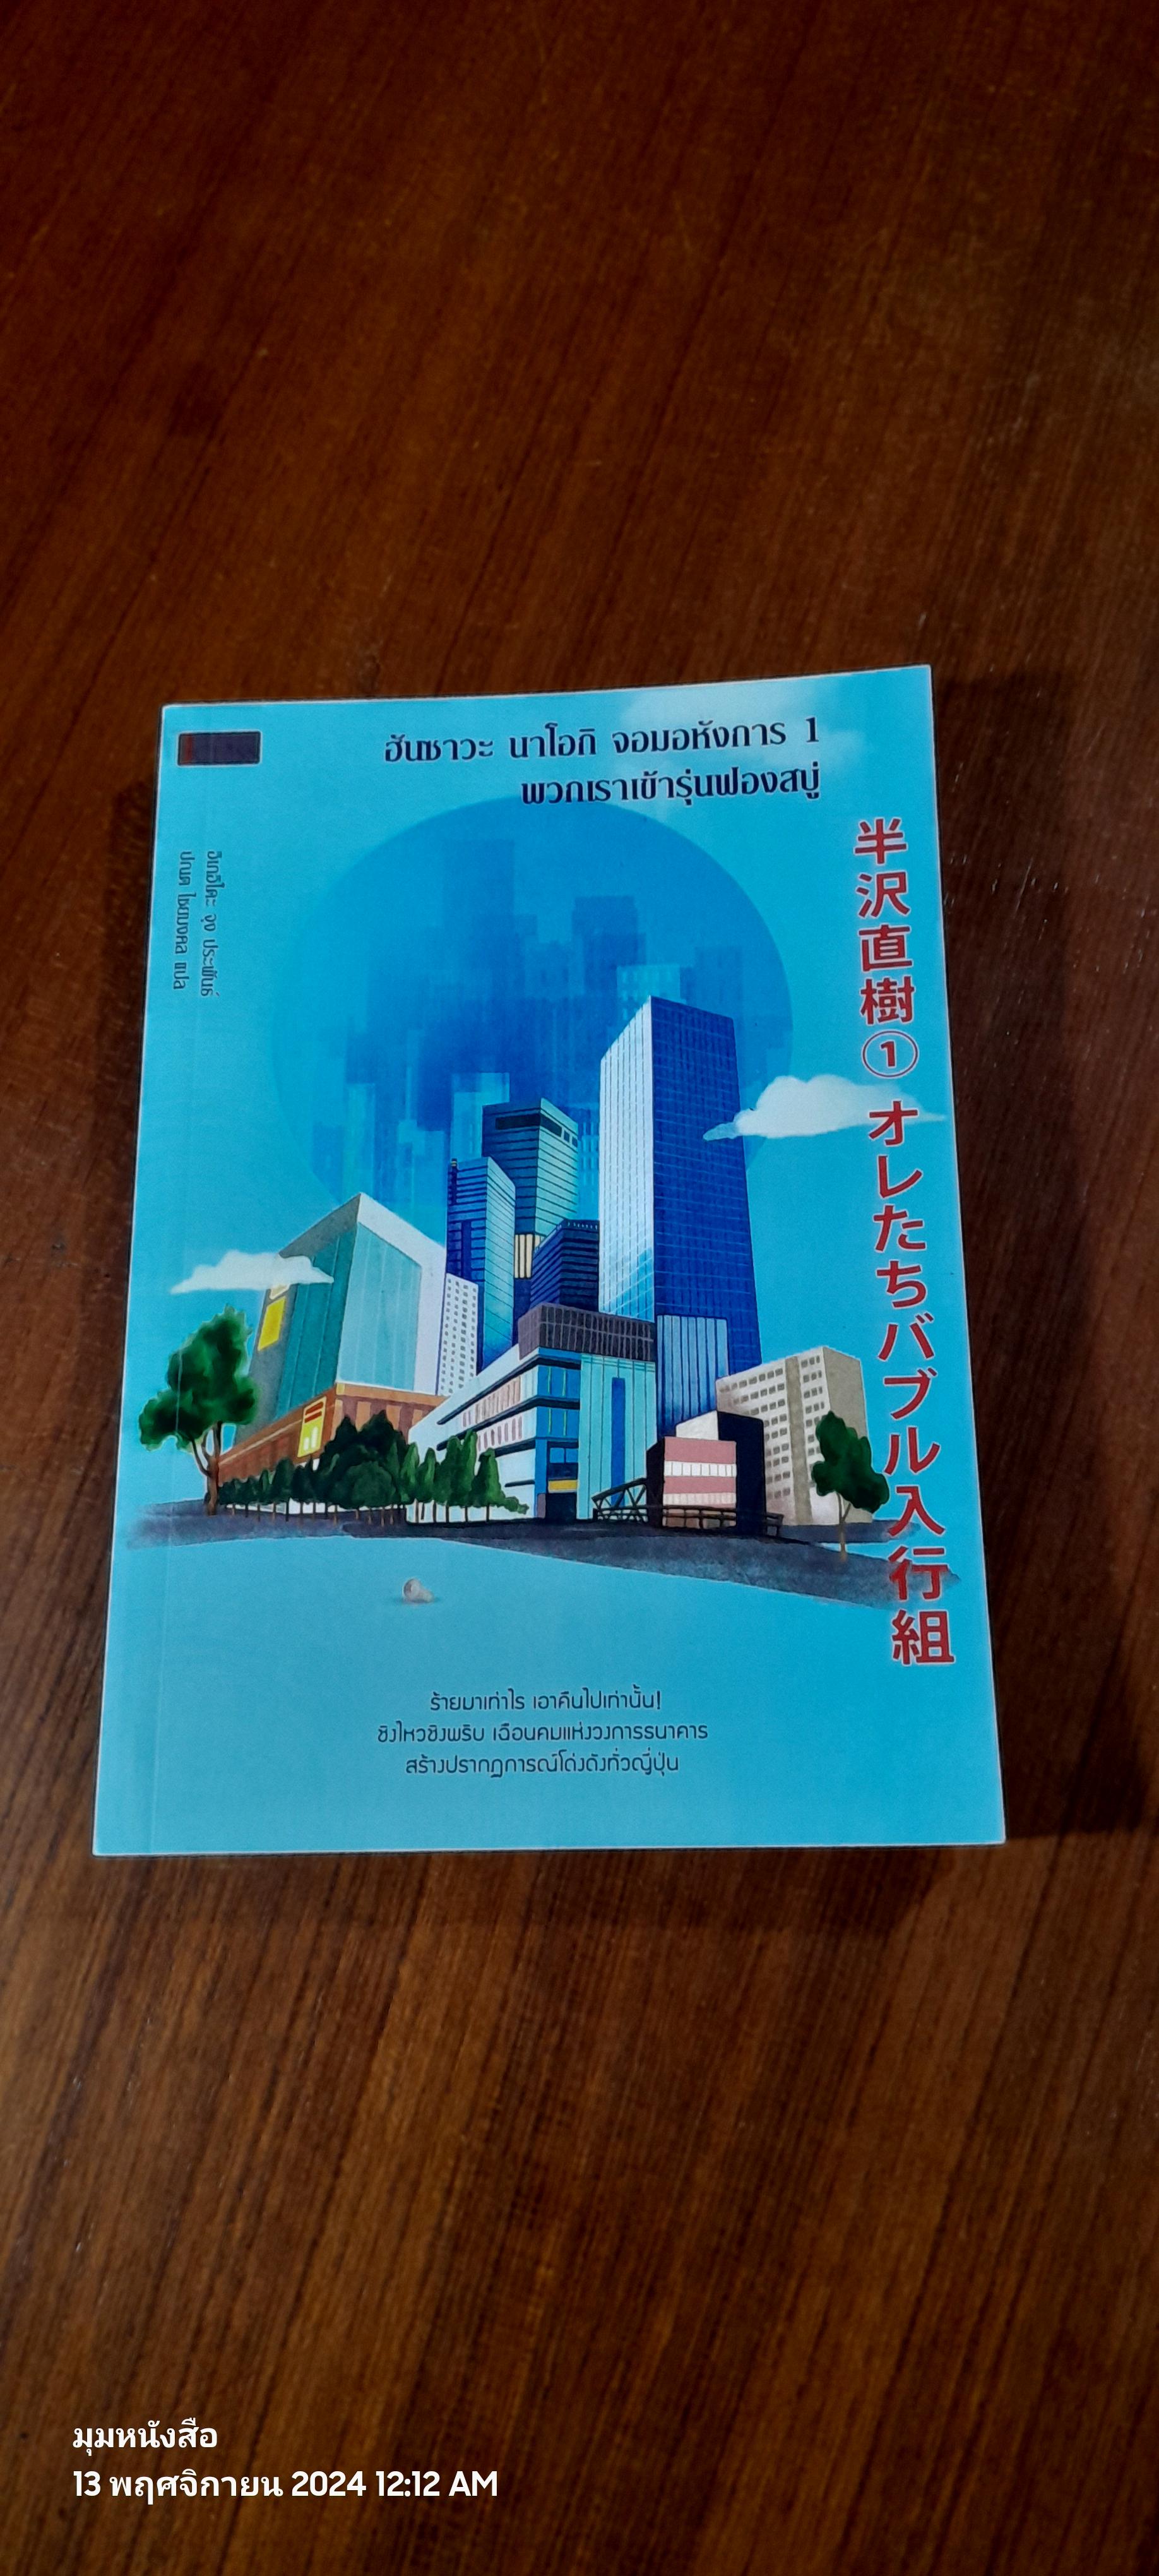 ฮันซาวะ นาโอกิ จอมอหังการ 1
พวกเราเข้ารุ่นฟองสบู่
อิเกอิโดะ จุน ประพันธ์
ปณต ไชยมงคล แปล
半沢直樹① オレたちバブル入行組
ร้ายมาเท่าไร เอาคืนไปเท่านั้น!
ชิงไหวชิงพริบ เฉือนคมแห่งวงการธนาคาร
สร้างปรากฏการณ์โด่งดังทั่วญี่ปุ่น
มุมหนังสือ
13 พฤศจิกายน 2024 12:12 AM